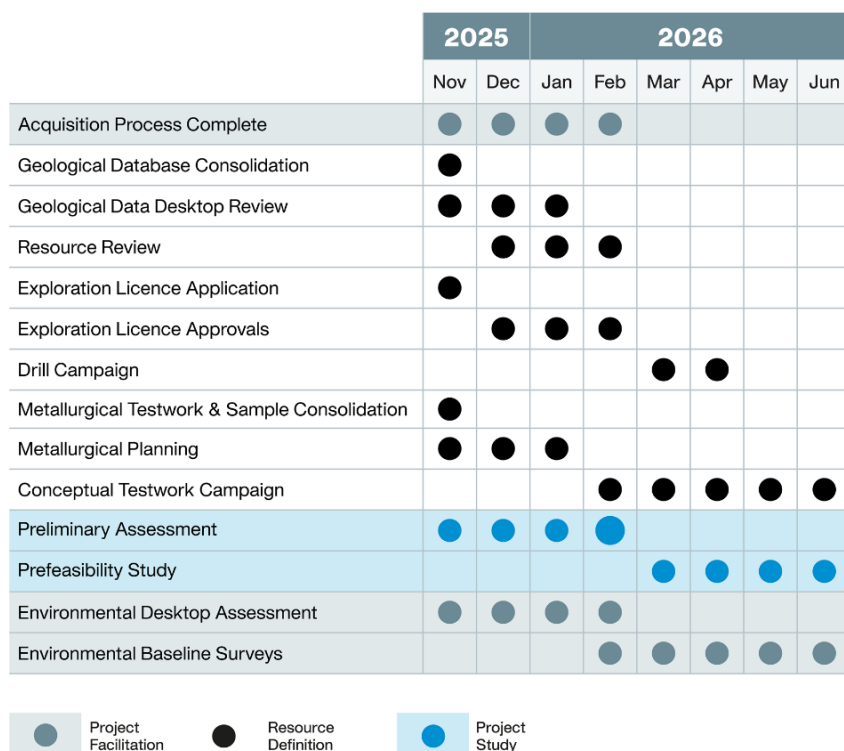 2025 2026
Nov Dec Jan Feb Mar Apr May Jun
Acquisition Process Complete
Geological Database Consolidation
Geological Data Desktop Review
Resource Review
Exploration Licence Application
Exploration Licence Approvals
Drill Campaign
Metallurgical Testwork & Sample Consolidation
Metallurgical Planning
Conceptual Testwork Campaign
Preliminary Assessment
Prefeasibility Study
Environmental Desktop Assessment
Environmental Baseline Surveys
Project Facilitation
Resource Definition
Project Study